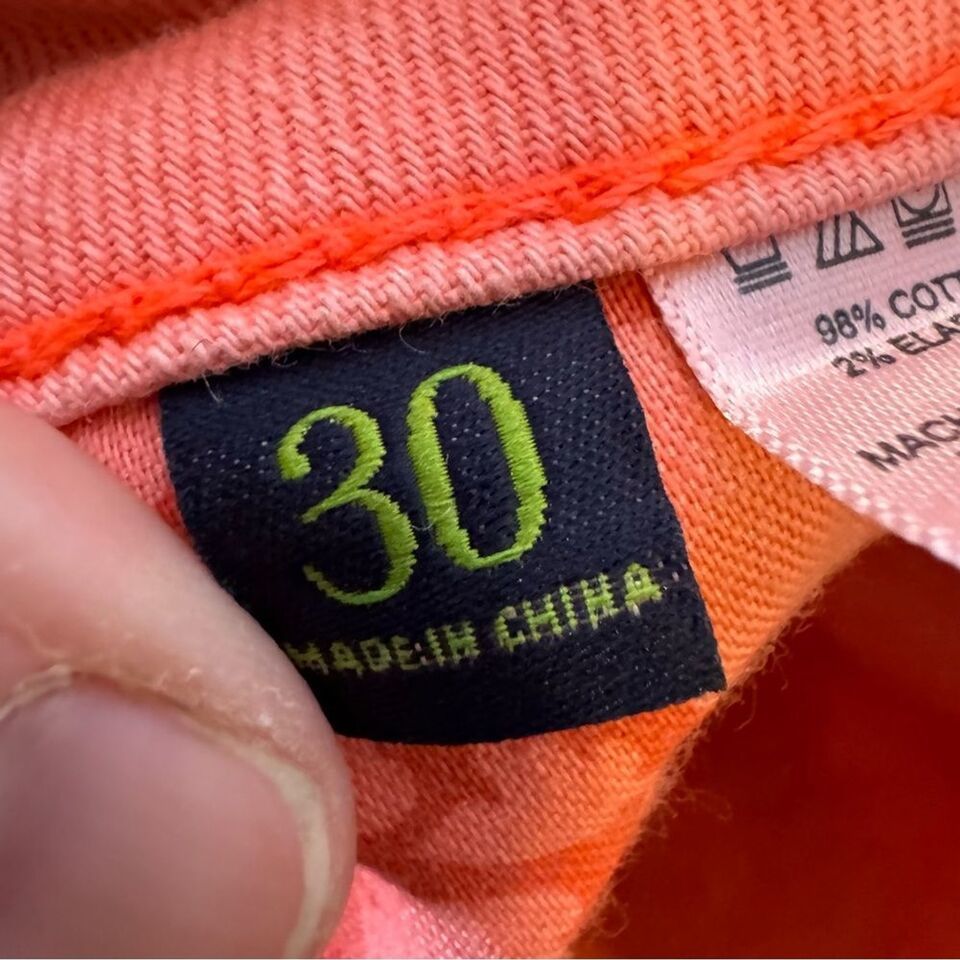 30
MADE IN CHINA
98% COTT
2% ELA
MACH